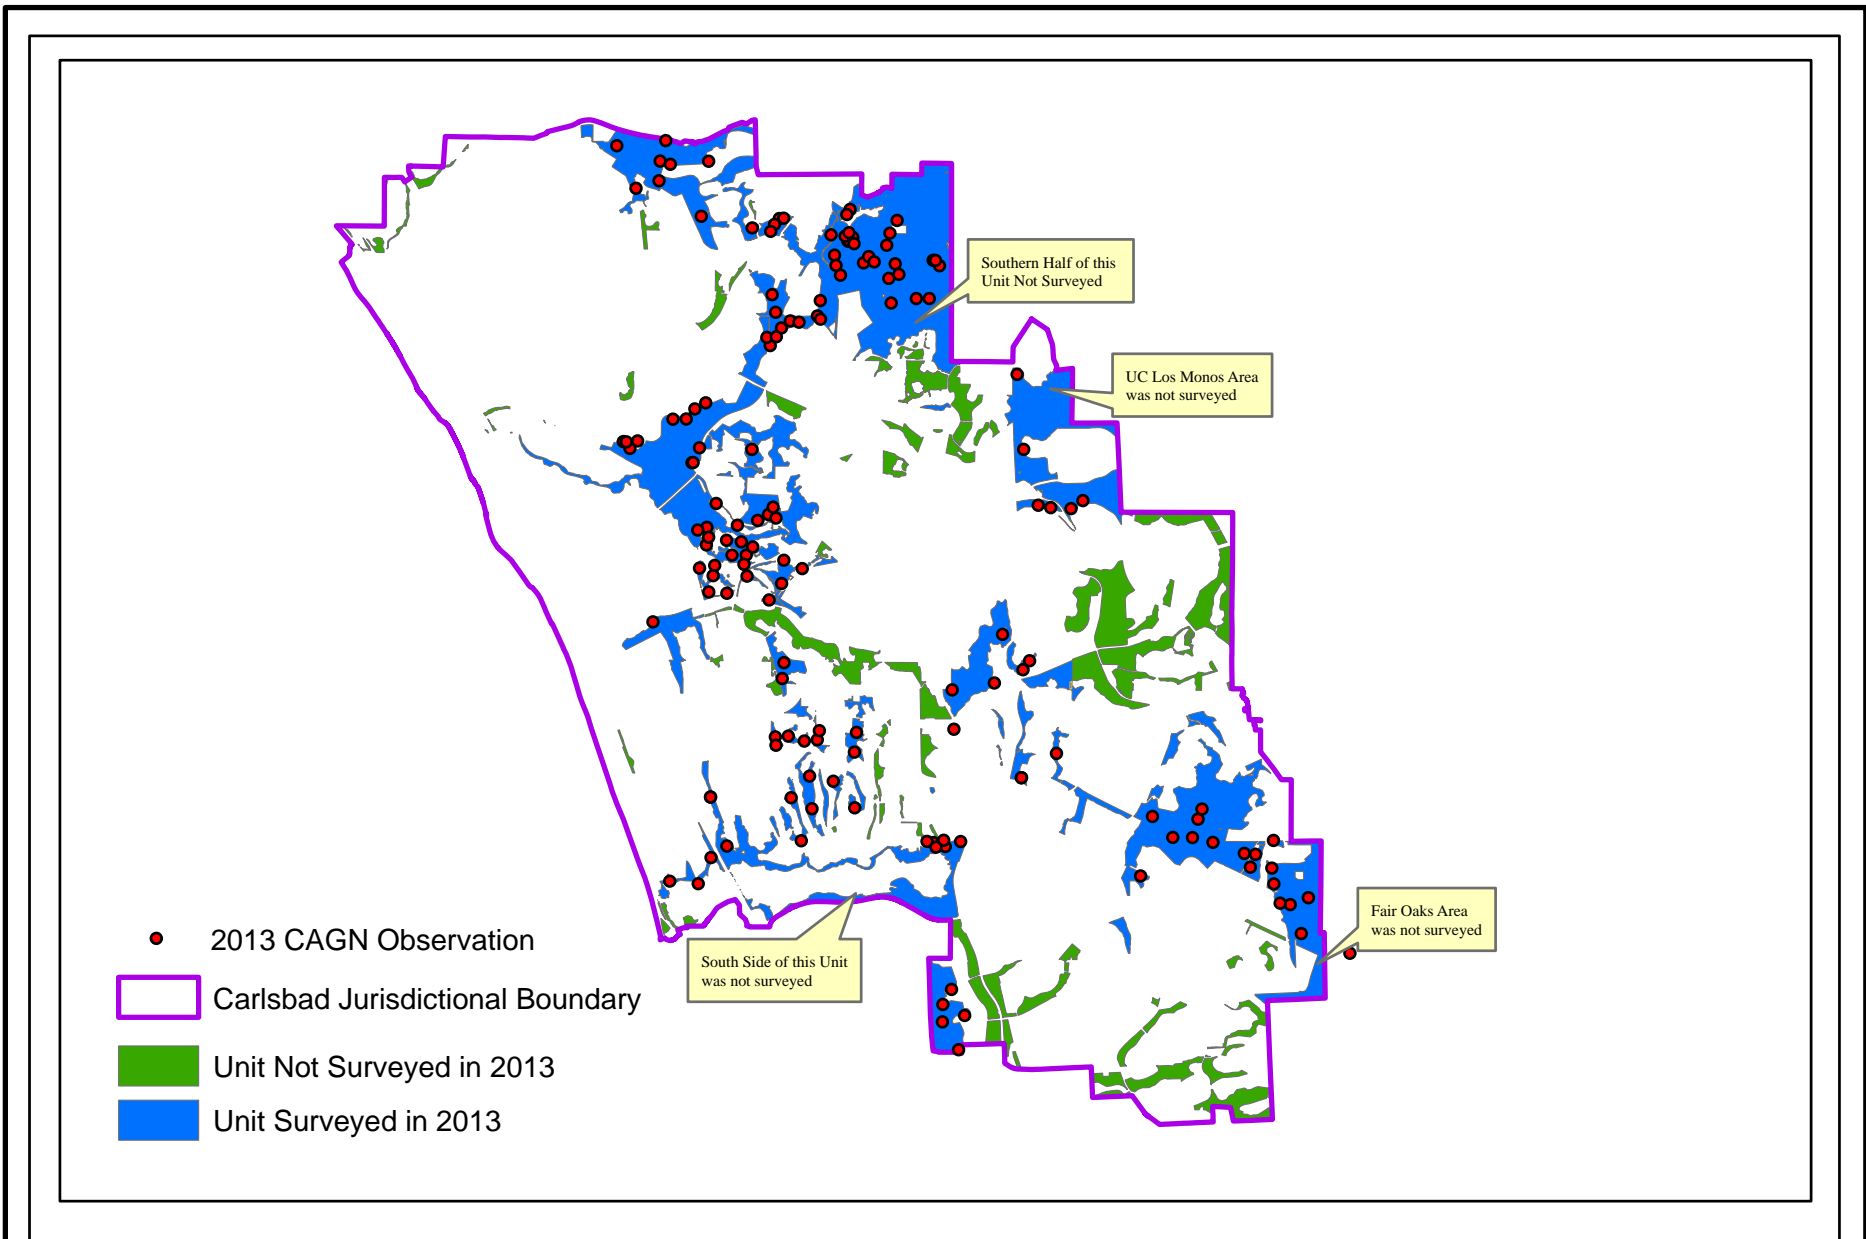 Southern Half of this
Unit Not Surveyed
UC Los Monos Area
was not surveyed
Fair Oaks Area
was not surveyed
South Side of this Unit
was not surveyed
2013 CAGN Observation
Carlsbad Jurisdictional Boundary
Unit Not Surveyed in 2013
Unit Surveyed in 2013